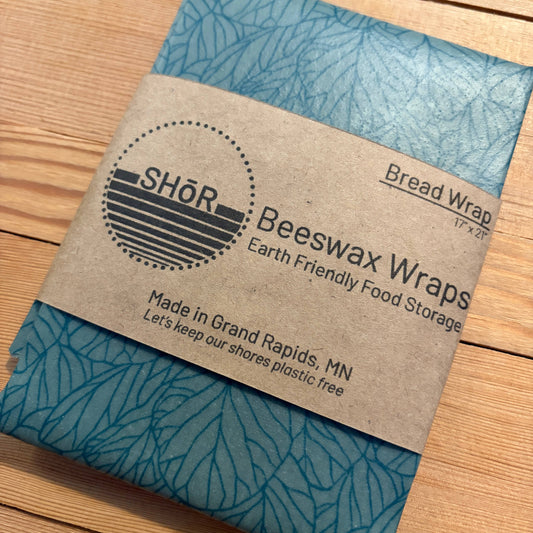 SHōR
Bread Wrap
17" x 21"
Beeswax Wraps
Earth Friendly Food Storage
Made in Grand Rapids, MN
Let's keep our shores plastic free